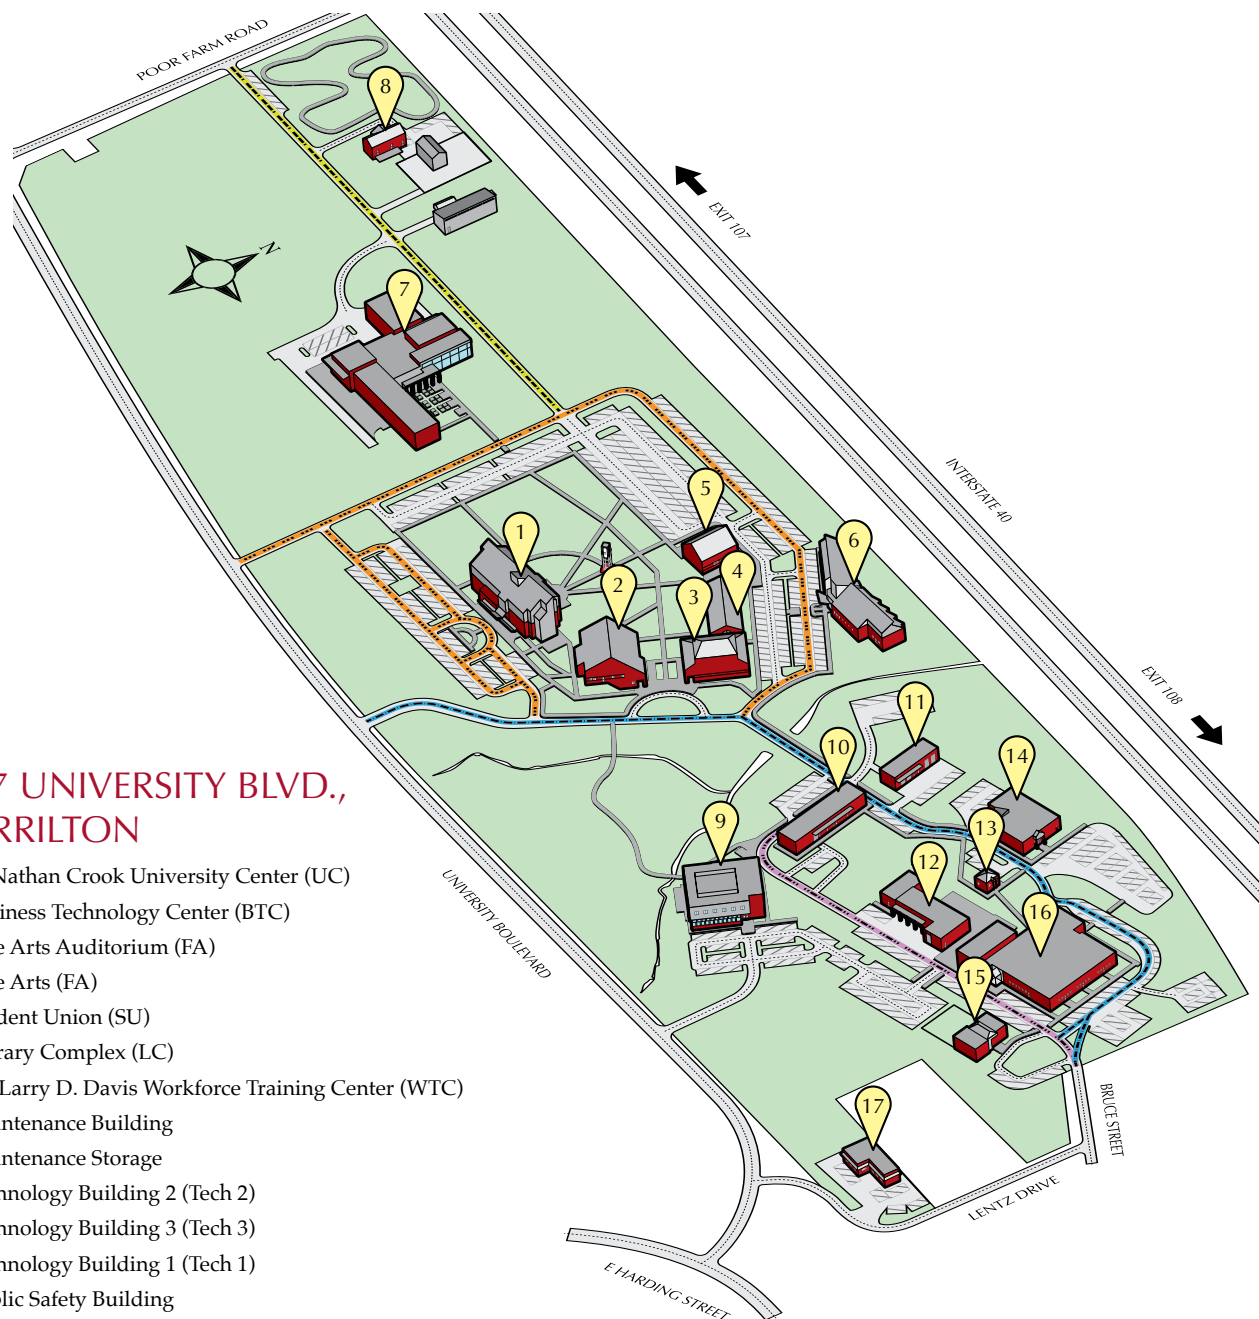 POOR FARM ROAD
8
EXIT 107
N
7
INTERSTATE 40
5
1
6
4
2
3
EXIT 108
11
10
14
7 UNIVERSITY BLVD.,
RRILTON
9
13
12
16
Nathan Crook University Center (UC)
iness Technology Center (BTC)
e Arts Auditorium (FA)
e Arts (FA)
dent Union (SU)
rary Complex (LC)
Larry D. Davis Workforce Training Center (WTC)
intenance Building
intenance Storage
hnology Building 2 (Tech 2)
hnology Building 3 (Tech 3)
hnology Building 1 (Tech 1)
blic Safety Building
UNIVERSITY BOULEVARD
15
17
BRUCE STREET
LENTZ DRIVE
E HARDING STREET